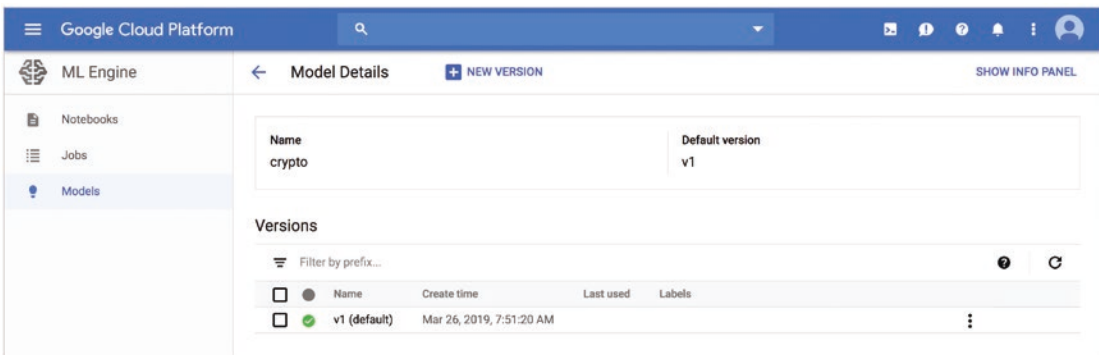 Google Cloud Platform
ML Engine
Model Details
NEW VERSION
SHOW INFO PANEL
Notebooks
Jobs
Models
Name
crypto
Default version
v1
Versions
Filter by prefix...
Name Create time Last used Labels
v1 (default) Mar 26, 2019, 7:51:20 AM